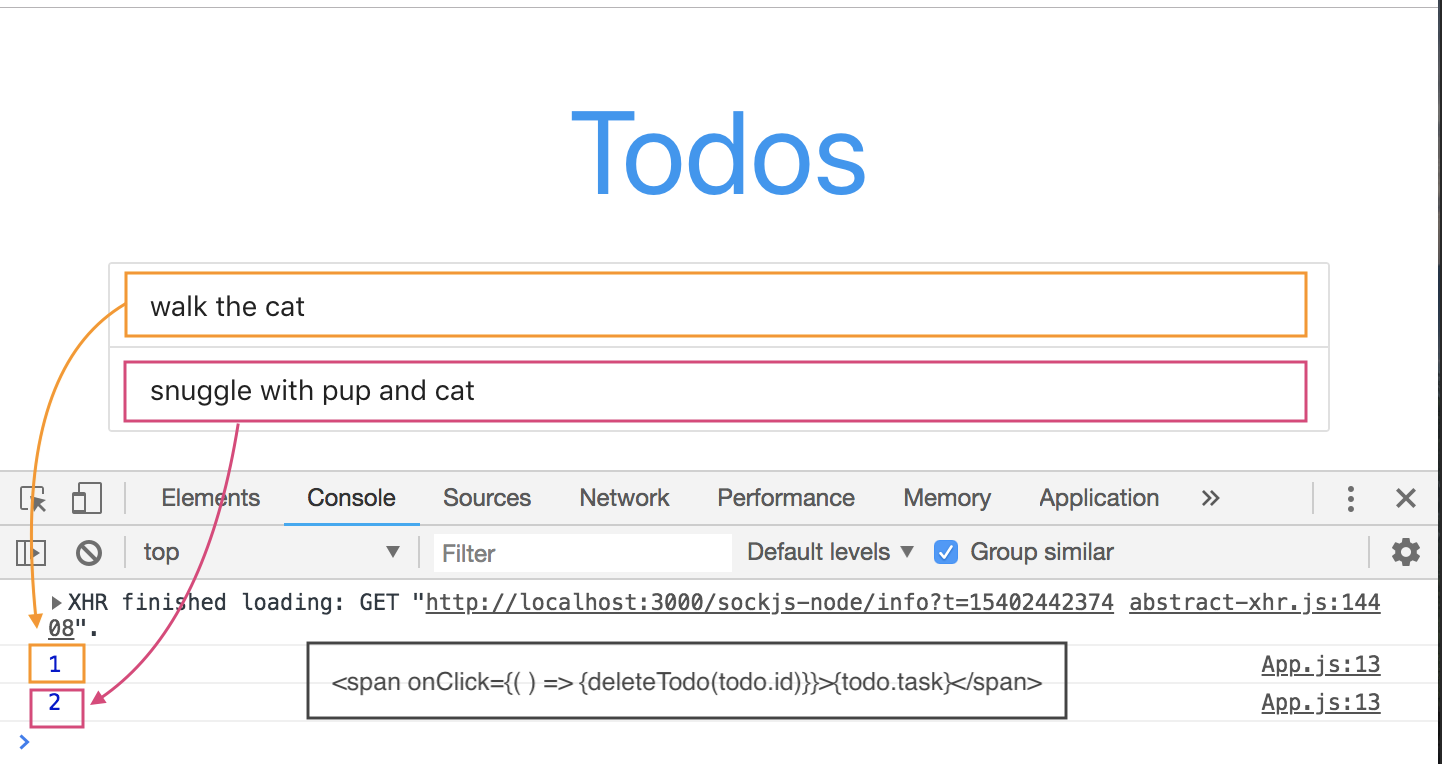 Todos
walk the cat
snuggle with pup and cat
Elements Console Sources Network Performance Memory Application
top Filter Default levels Group similar
XHR finished loading: GET "http://localhost:3000/sockjs-node/info?t=15402442374 abstract-xhr.js:144
08".
1 App.js:13
<span onClick={( ) => {deleteTodo(todo.id)}}>{todo.task}</span>
2 App.js:13